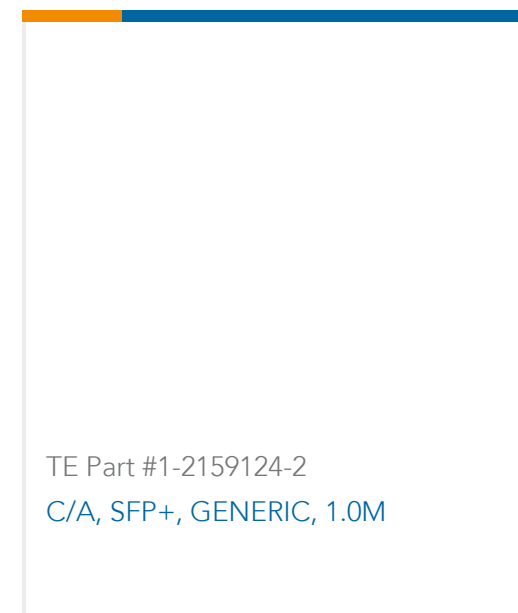 TE Part #1-2159124-2
C/A, SFP+, GENERIC, 1.0M